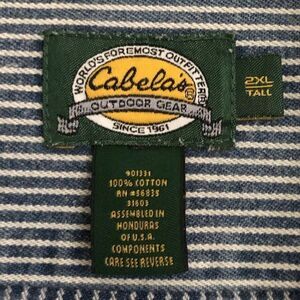 WORLD'S FOREMOST OUTFITTER
Cabela's®
OUTDOOR GEAR
SINCE 1961
2XL
TALL
901331
100% COTTON
RN #56835
31603
ASSEMBLED IN
HONDURAS
OF U.S.A.
COMPONENTS
CARE SEE REVERSE